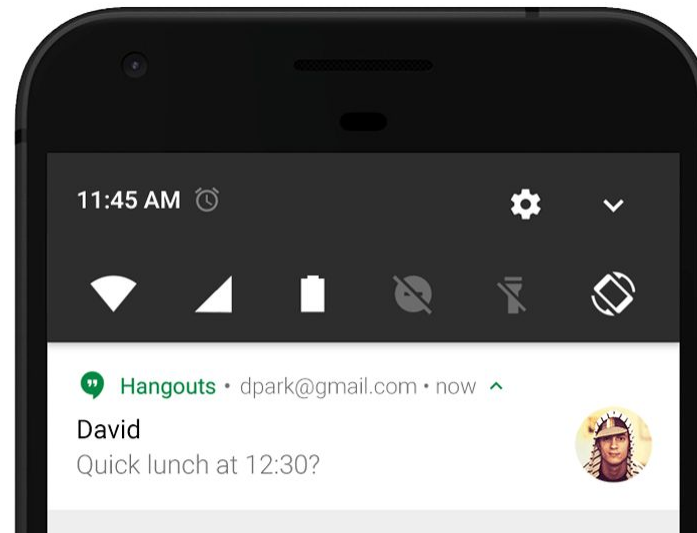 11:45 AM
Hangouts • dpark@gmail.com • now
David
Quick lunch at 12:30?